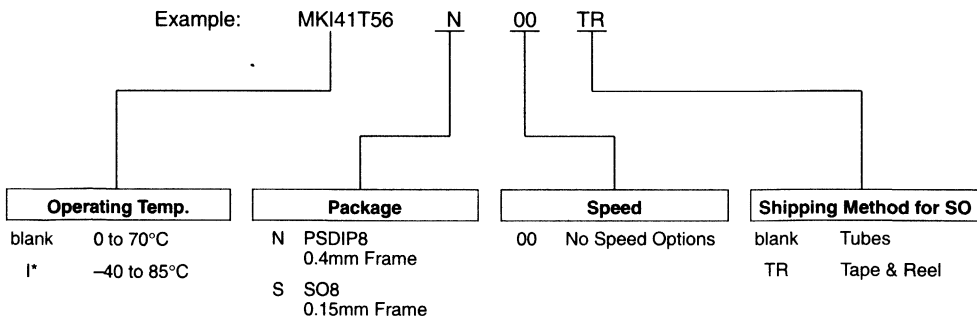 Example: MKI41T56 N 00 TR
Operating Temp.
blank 0 to 70°C
I* –40 to 85°C
Package
N PSDIP8
0.4mm Frame
S SO8
0.15mm Frame
Speed
00 No Speed Options
Shipping Method for SO
blank Tubes
TR Tape & Reel